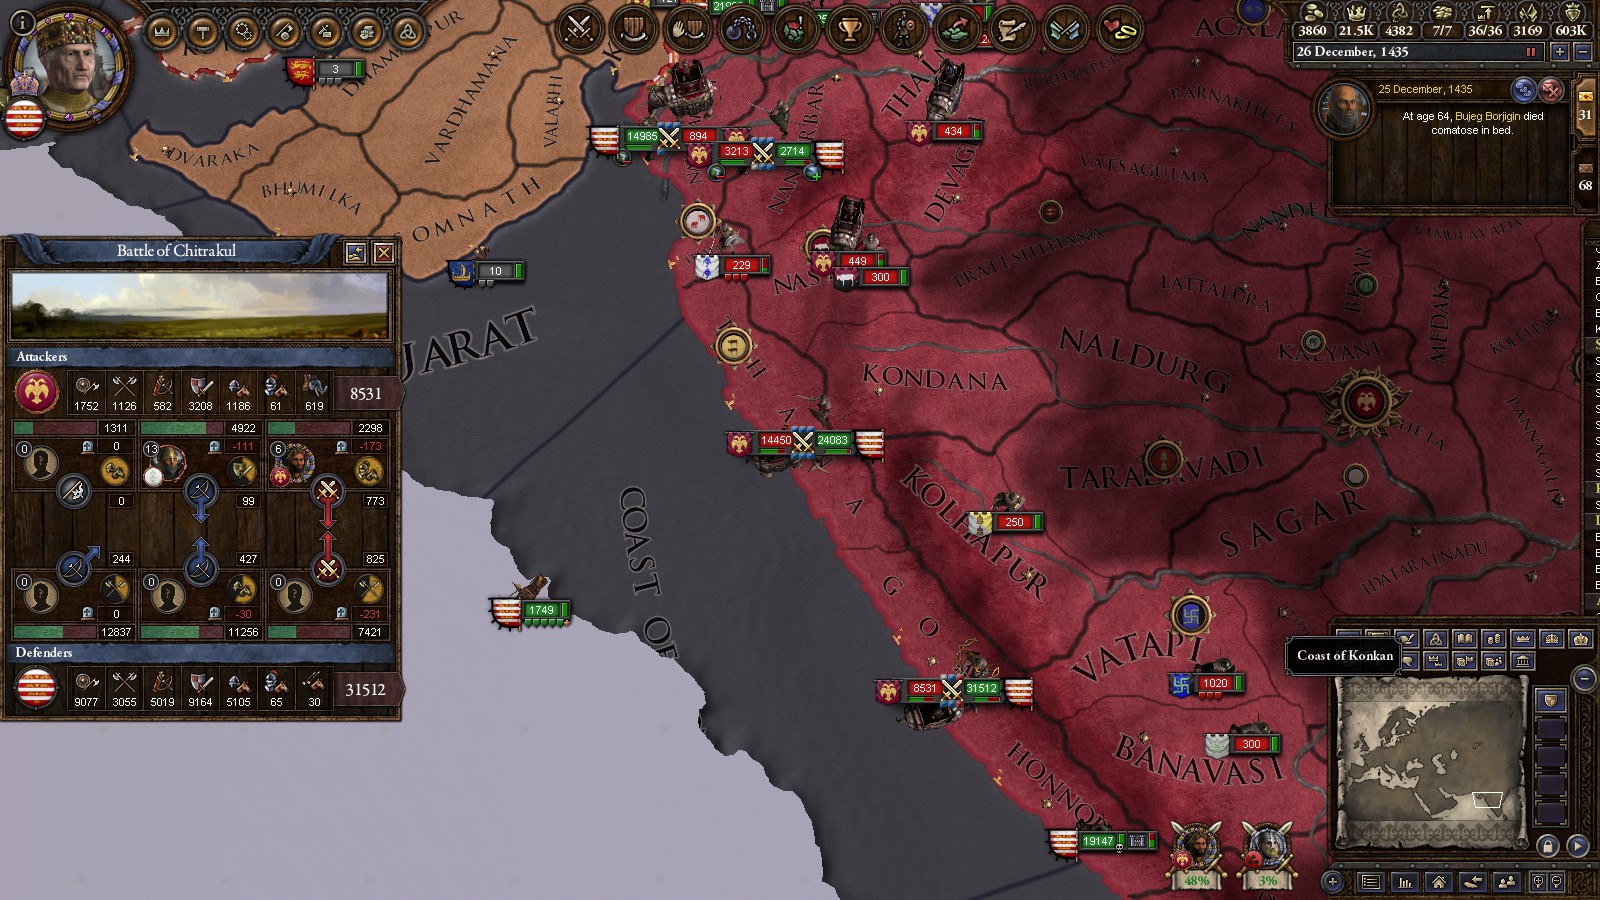 3860 21.5K 4382 7/7 36/36 3169 603K
26 December, 1435
25 December, 1435
At age 64, Bujeg Borjigin died
comatose in bed.
31
68
3
DVARAKA
BHUMILKA
VARDHAMANA
VALABHI
SOMNATH
14985 894
3213 2714
434
DEVAGI
BURHANPUR
VATSAGULMA
PRATISHTHANA
229
449
300
10
LATTALURA
MEDAK
KALYANI
NALDURG
KONDANA
14450 24083
TARADAVADI
SAGAR
KOLHAPUR
250
COAST OF
1749
8531 31512
VATAPI
1020
Coast of Konkan
300
BANAVASI
HONNORE
19147
48% 3%
Battle of Chitrakul
Attackers
1752 1126 582 3208 1186 61 619
8531
1311 4922 2298
0 0 13 -111 6 -173
0 99 773
244 427 825
0 0 0
0 -30 -231
12837 11256 7421
Defenders
9077 3055 5019 9164 5105 65 30
31512